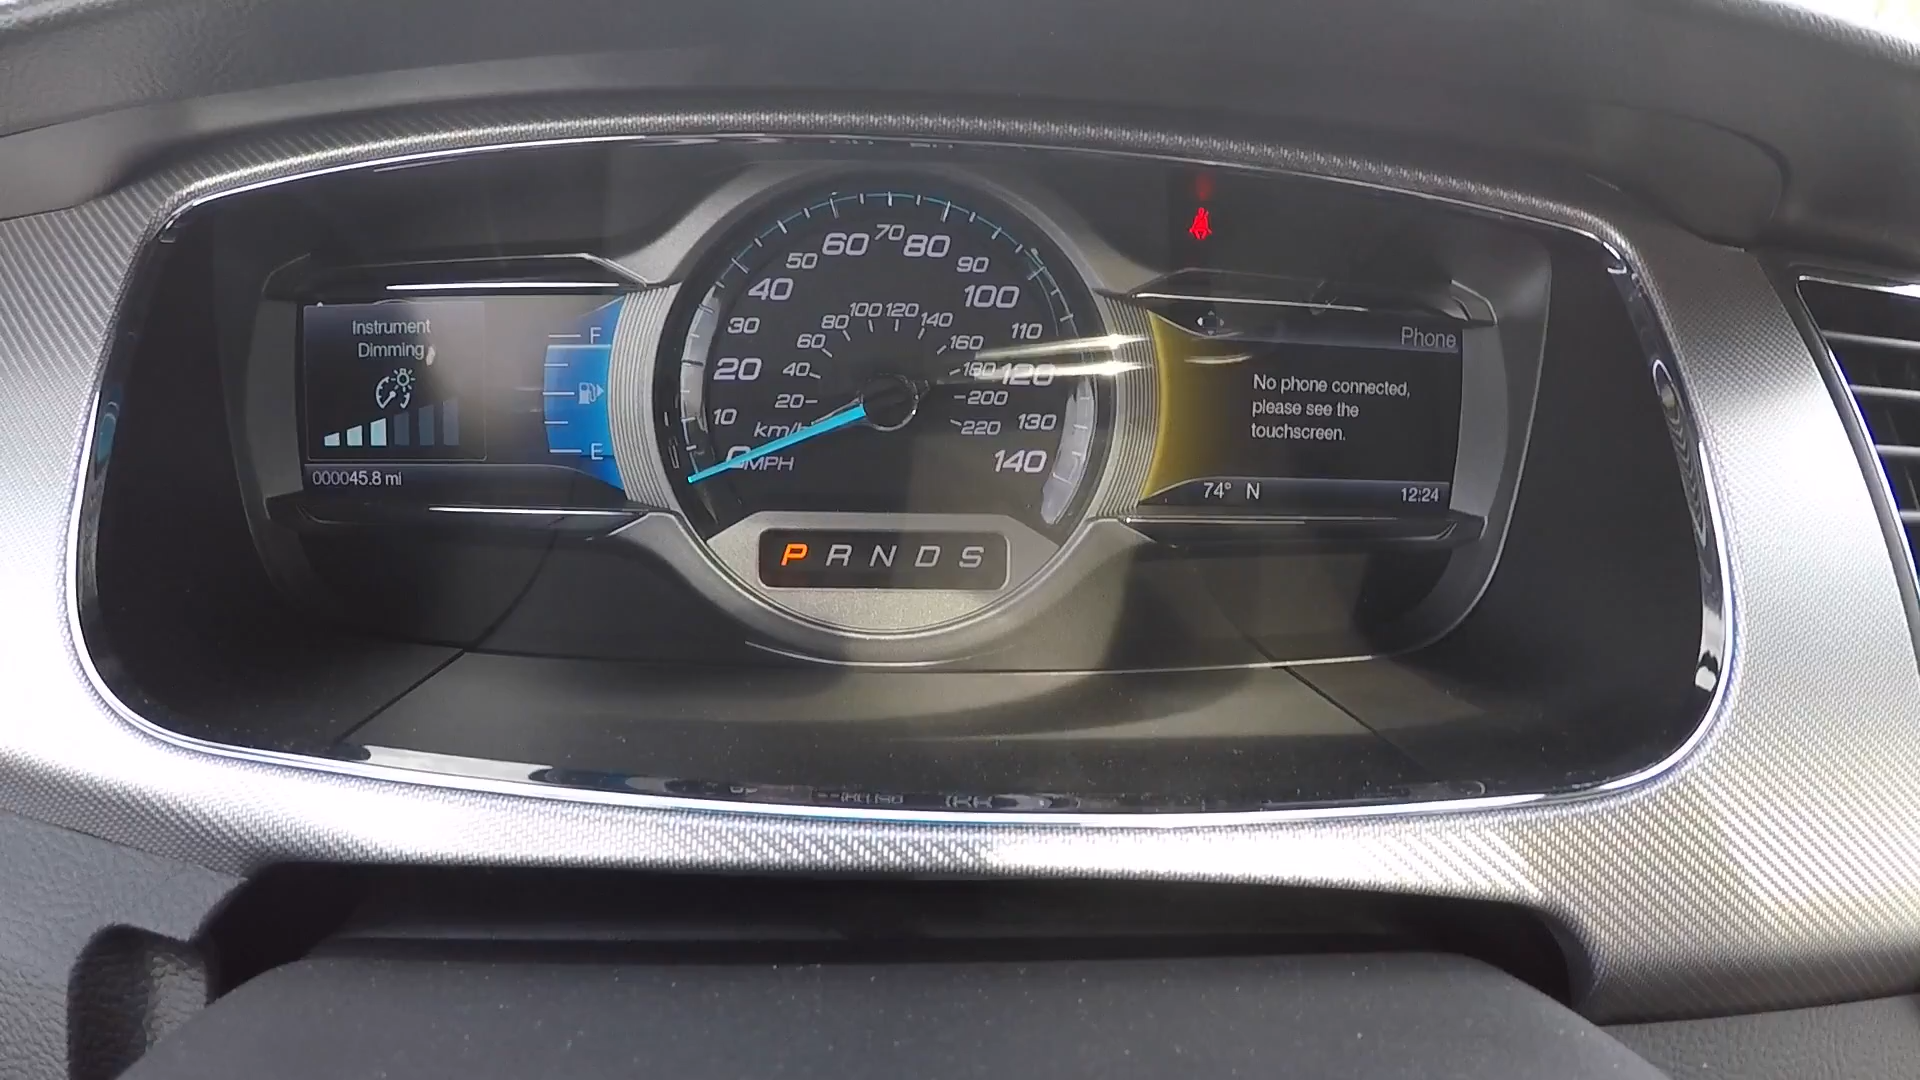 Instrument
Dimming
F
E
000045.8 mi
0 10 20 30 40 50 60 70 80 90 100 110 120 130 140
MPH
20 40 60 80 100 120 140 160 180 200 220
km/h
P R N D S
Phone
No phone connected,
please see the
touchscreen.
74° N
12:24